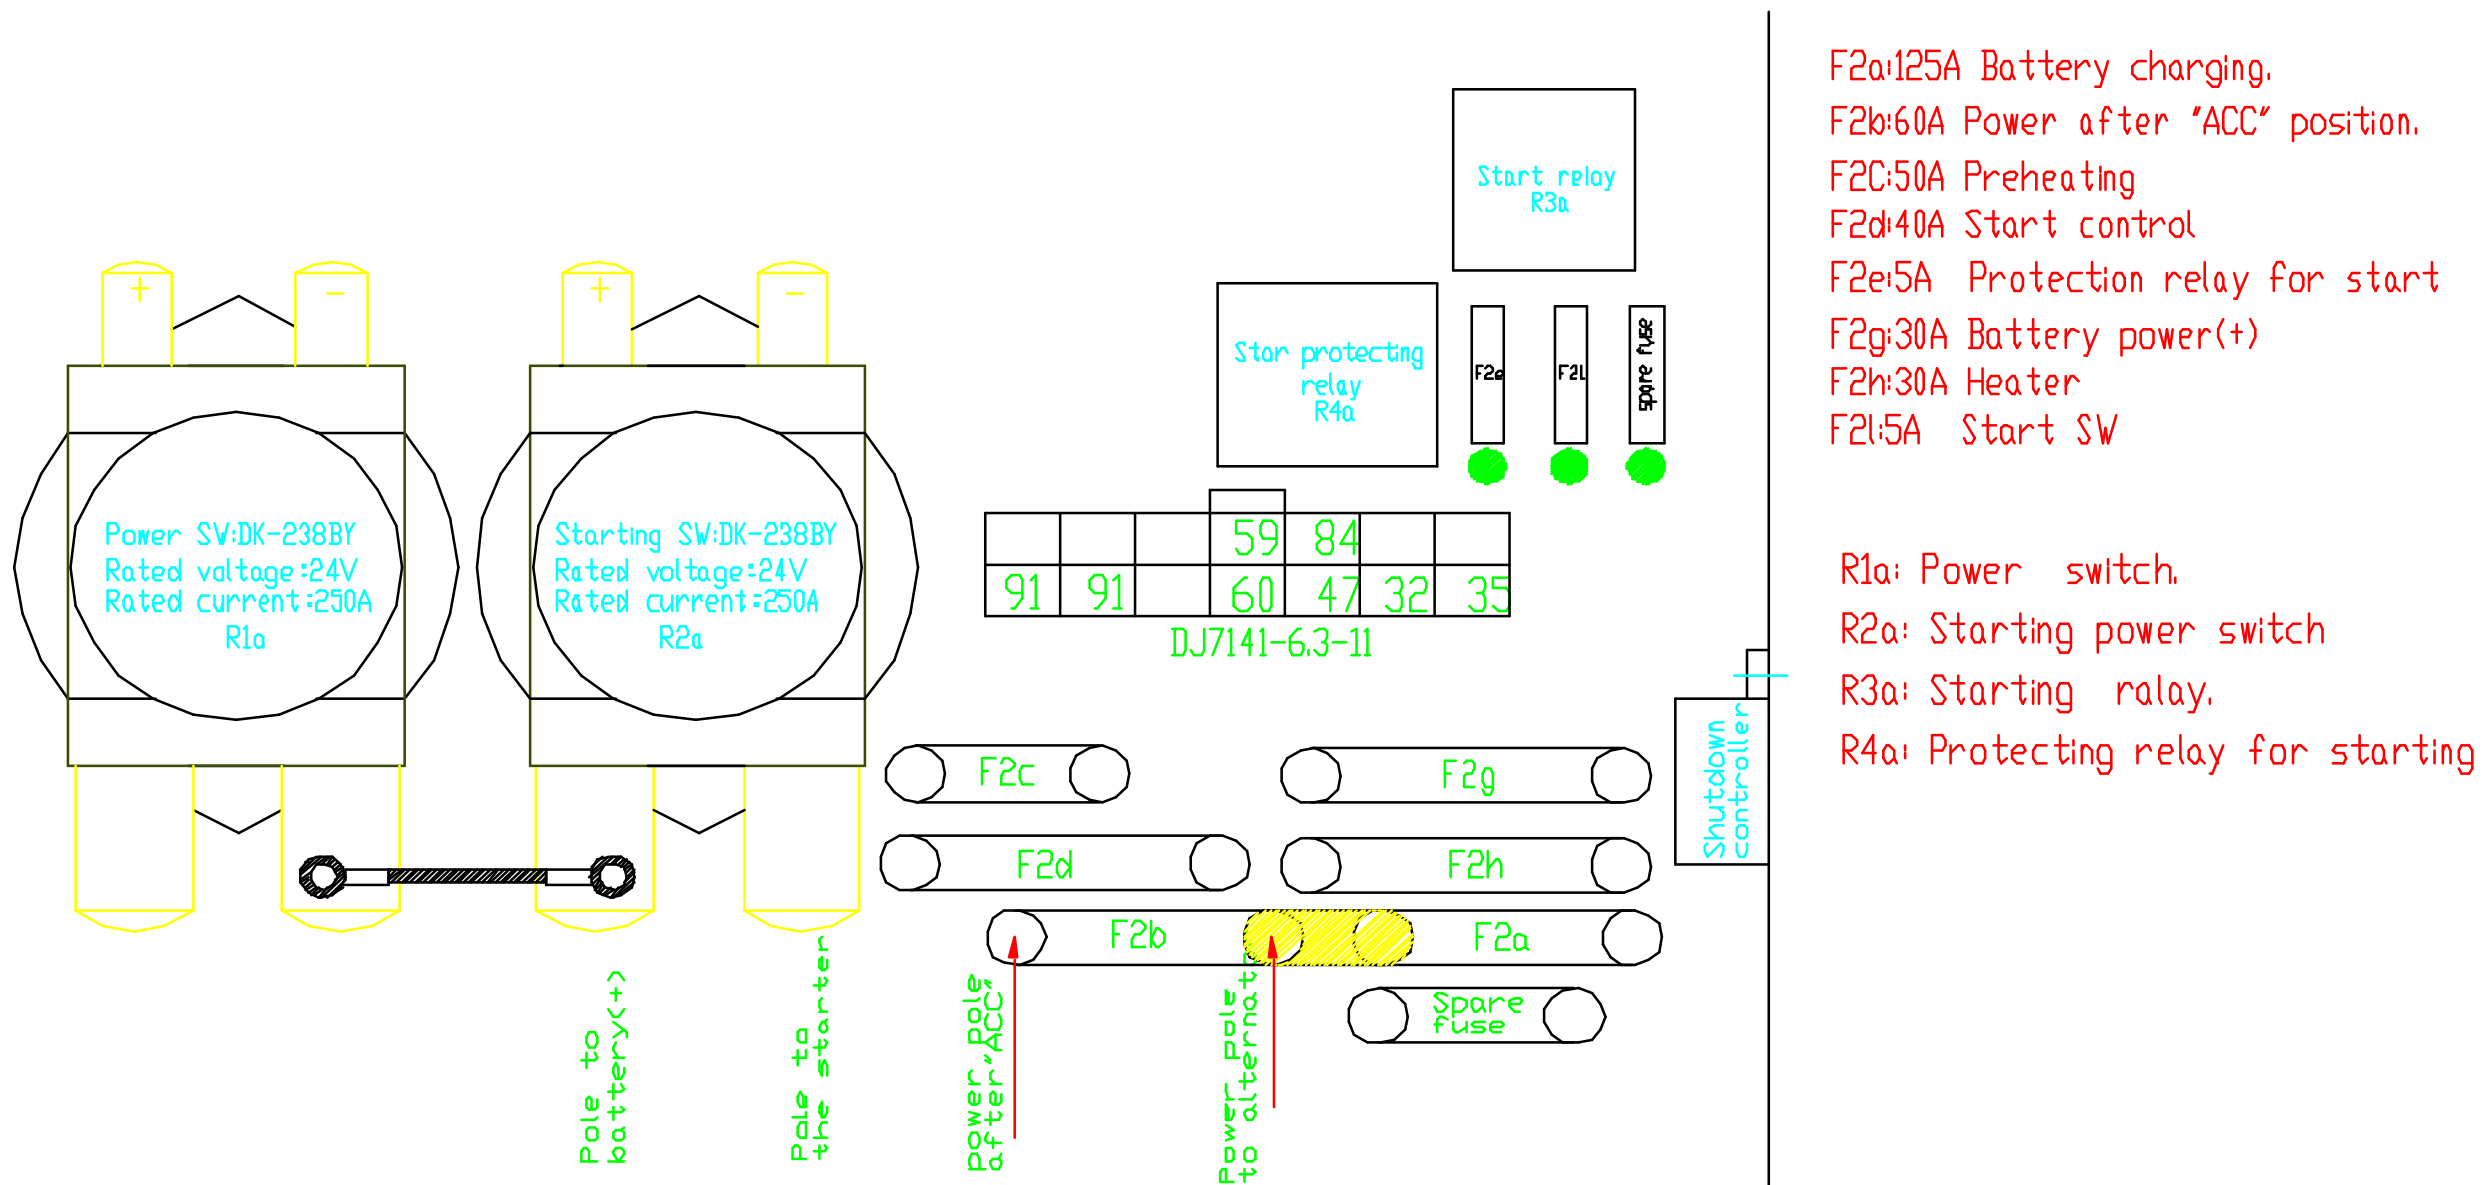 F2a:125A Battery charging.
F2b:60A Power after "ACC" position.
F2C:50A Preheating
F2d:40A Start control
F2e:5A Protection relay for start
F2g:30A Battery power(+)
F2h:30A Heater
F2l:5A Start SW
R1a: Power switch.
R2a: Starting power switch
R3a: Starting ralay.
R4a: Protecting relay for starting
Start relay
R3a
Star protecting
relay
R4a
F2e
F2l
spare fuse
+
-
+
-
Power SW:DK-238BY
Rated valtage:24V
Rated current:250A
R1a
Starting SW:DK-238BY
Rated voltage:24V
Rated current:250A
R2a
59 84
91 91 60 47 32 35
DJ7141-6.3-11
Shutdown
controller
F2c
F2g
F2d
F2h
F2b
F2a
Spare
fuse
Pole to
battery(+)
Pole to
the starter
power pole
after"ACC"
Power pole
to alternator